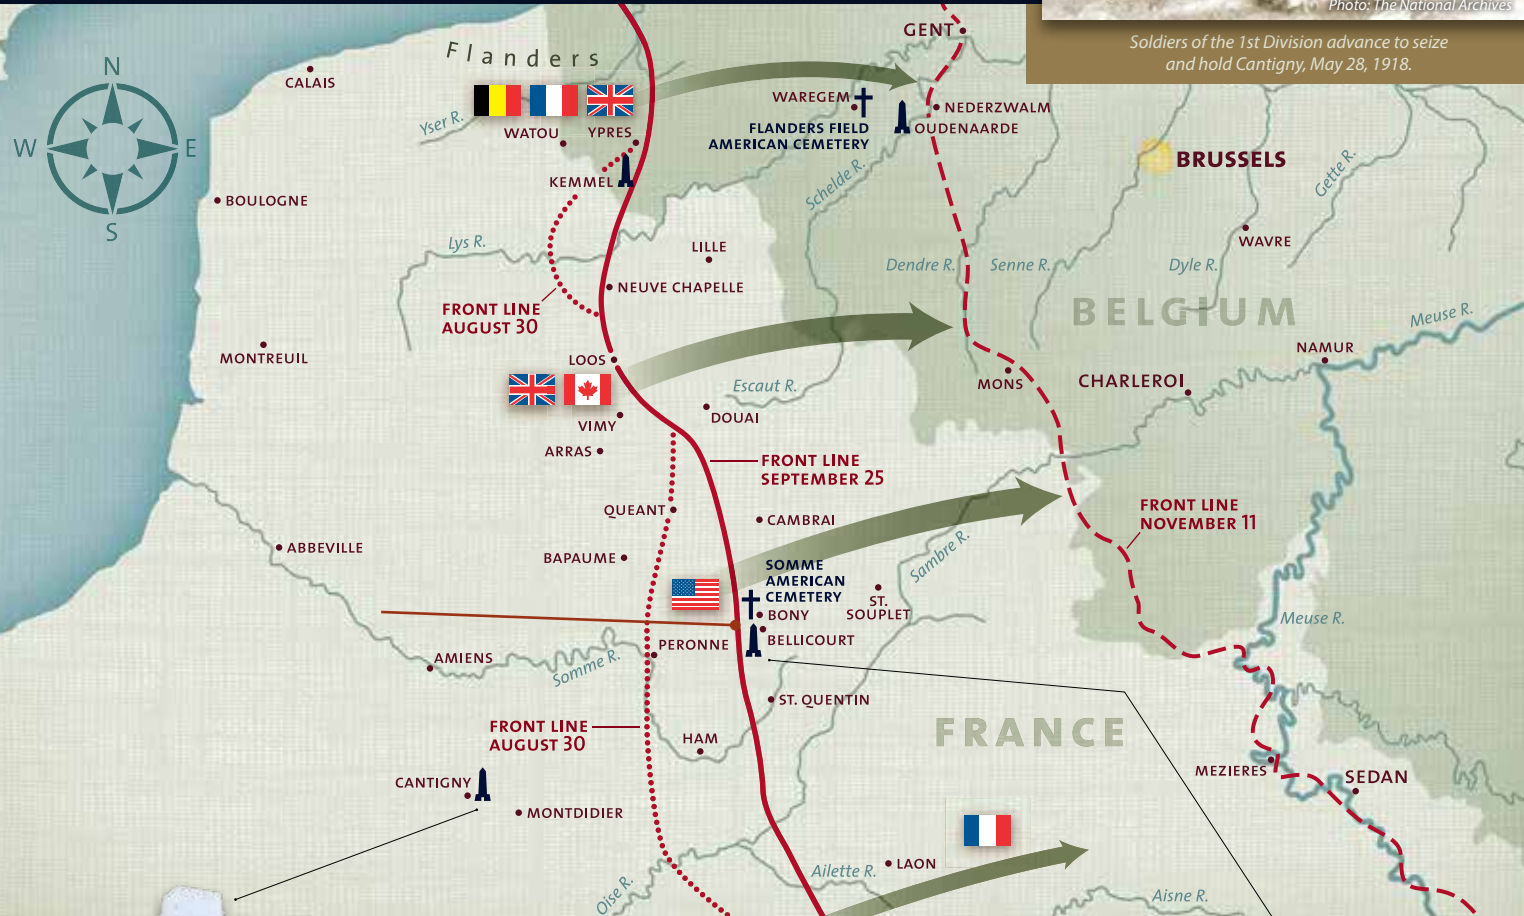 Photo: The National Archives
Soldiers of the 1st Division advance to seize
and hold Cantigny, May 28, 1918.
N
W
E
S
Flanders
GENT
CALAIS
Yser R.
WATOU
YPRES
WAREGEM
NEDERZWALM
FLANDERS FIELD
AMERICAN CEMETERY
OUDENAARDE
BRUSSELS
KEMMEL
Schelde R.
Gette R.
BOULOGNE
Lys R.
LILLE
WAVRE
Dendre R.
Senne R.
Dyle R.
NEUVE CHAPELLE
FRONT LINE
AUGUST 30
BELGIUM
Meuse R.
MONTREUIL
LOOS
NAMUR
Escaut R.
MONS
CHARLEROI
VIMY
DOUAI
ARRAS
FRONT LINE
SEPTEMBER 25
QUEANT
CAMBRAI
FRONT LINE
NOVEMBER 11
ABBEVILLE
BAPAUME
Sambre R.
SOMME
AMERICAN
CEMETERY
ST.
SOUPLET
BONY
BELLICOURT
PERONNE
Meuse R.
AMIENS
Somme R.
ST. QUENTIN
FRONT LINE
AUGUST 30
HAM
FRANCE
CANTIGNY
MEZIERES
SEDAN
MONTDIDIER
LAON
Ailette R.
Oise R.
Aisne R.